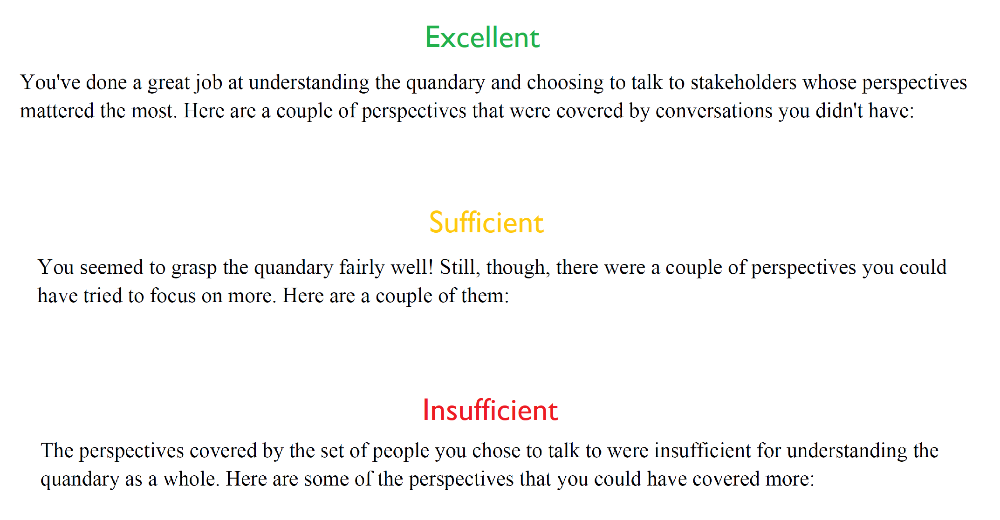 Excellent
You've done a great job at understanding the quandary and choosing to talk to stakeholders whose perspectives
mattered the most. Here are a couple of perspectives that were covered by conversations you didn't have:
Sufficient
You seemed to grasp the quandary fairly well! Still, though, there were a couple of perspectives you could
have tried to focus on more. Here are a couple of them:
Insufficient
The perspectives covered by the set of people you chose to talk to were insufficient for understanding the
quandary as a whole. Here are some of the perspectives that you could have covered more: